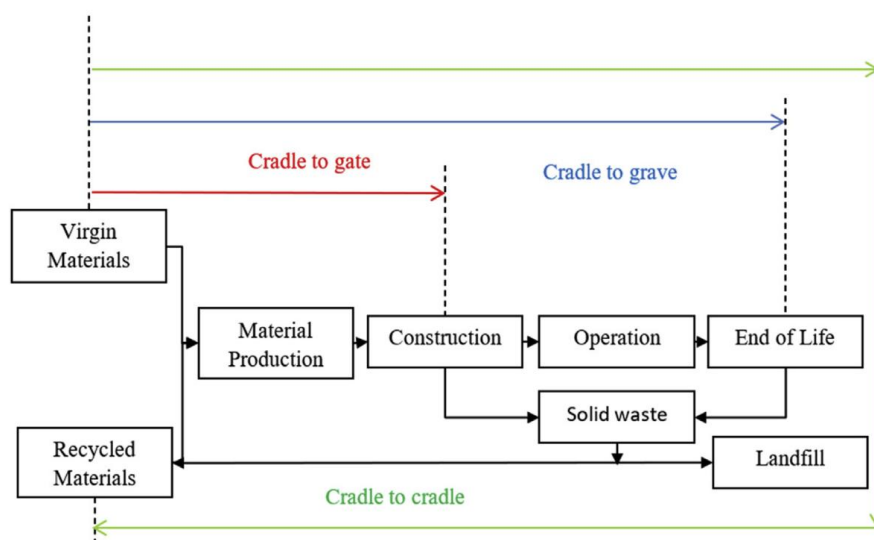 Cradle to gate
Cradle to grave
Virgin
Materials
Material
Production
Construction
Operation
End of Life
Solid waste
Recycled
Materials
Landfill
Cradle to cradle